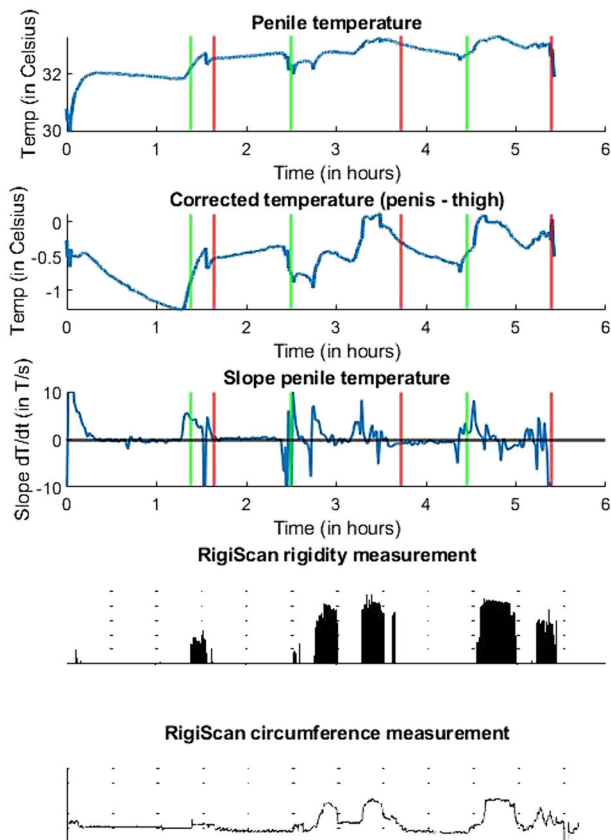 Penile temperature
Temp (in Celsius)
32
30
0 1 2 3 4 5 6
Time (in hours)
Corrected temperature (penis - thigh)
Temp (in Celsius)
0
-0.5
-1
0 1 2 3 4 5 6
Time (in hours)
Slope penile temperature
Slope dT/dt (in T/s)
10
0
-10
0 1 2 3 4 5 6
Time (in hours)
RigiScan rigidity measurement
RigiScan circumference measurement